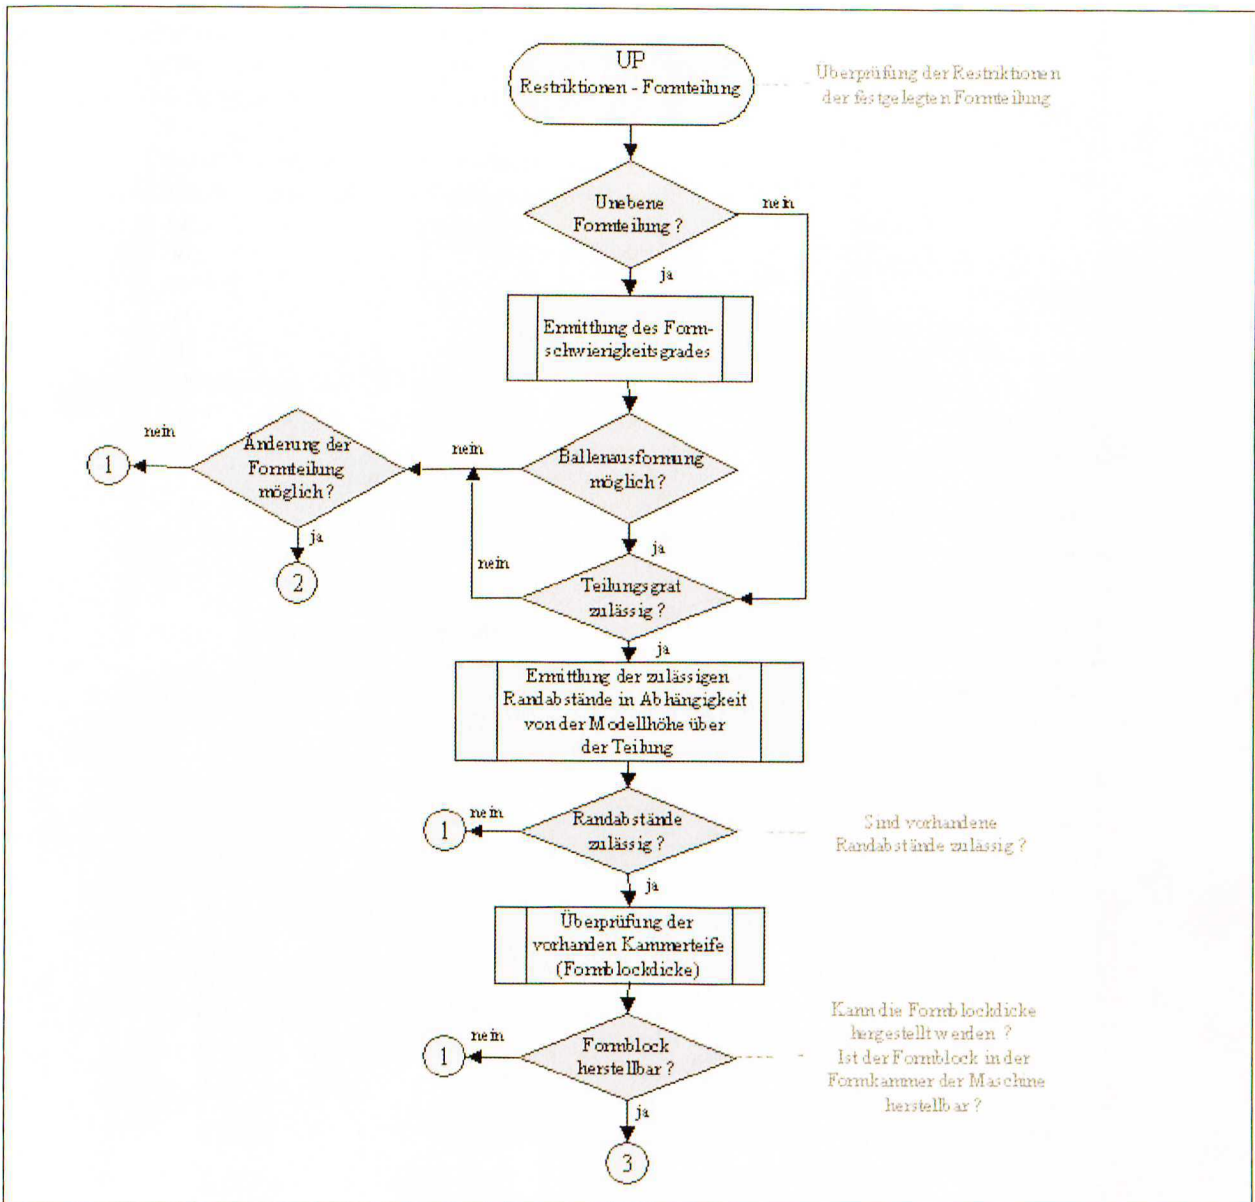 UP
Restriktionen - Formteilung
Überprüfung der Restriktionen
der festgelegten Formteilung
Unebene
Formteilung ?
nein
ja
Ermittlung des Form-
schwierigkeitsgrades
nein
Änderung der
Formteilung
möglich ?
1
nein
Ballenausformung
möglich ?
ja
ja
2
nein
Teilungsgrat
zulässig ?
ja
Ermittlung der zulässigen
Randabstände in Abhängigkeit
von der Modellhöhe über
der Teilung
nein
1
Randabstände
zulässig ?
Sind vorhandene
Randabstände zulässig ?
ja
Überprüfung der
vorhanden Kammerteife
(Formblockdicke)
nein
1
Formblock
herstellbar ?
Kann die Formblockdicke
hergestellt werden ?
Ist der Formblock in der
Formkammer der Maschine
herstellbar ?
ja
3